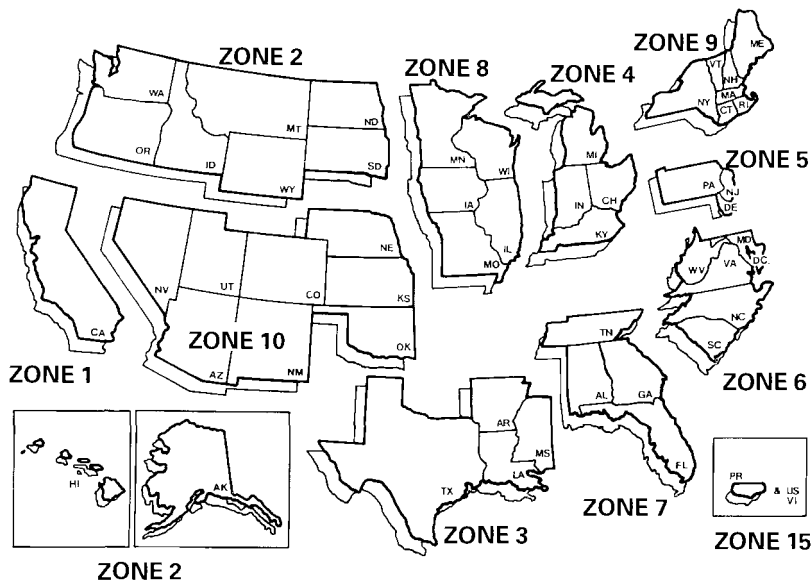 ZONE 2
WA
OR
ID
MT
WY
ND
SD
ZONE 8
MN
WI
IA
IL
MO
ZONE 4
MI
IN
CH
KY
ZONE 9
ME
VT
NH
MA
NY
CT
RI
ZONE 5
PA
NJ
DE
MD
DC
WV
VA
NC
SC
ZONE 6
CA
ZONE 1
NV
UT
CO
NE
KS
OK
ZONE 10
AZ
NM
TX
AR
LA
MS
ZONE 3
TN
AL
GA
FL
ZONE 7
HI
AK
ZONE 2
PR
& US
VI
ZONE 15